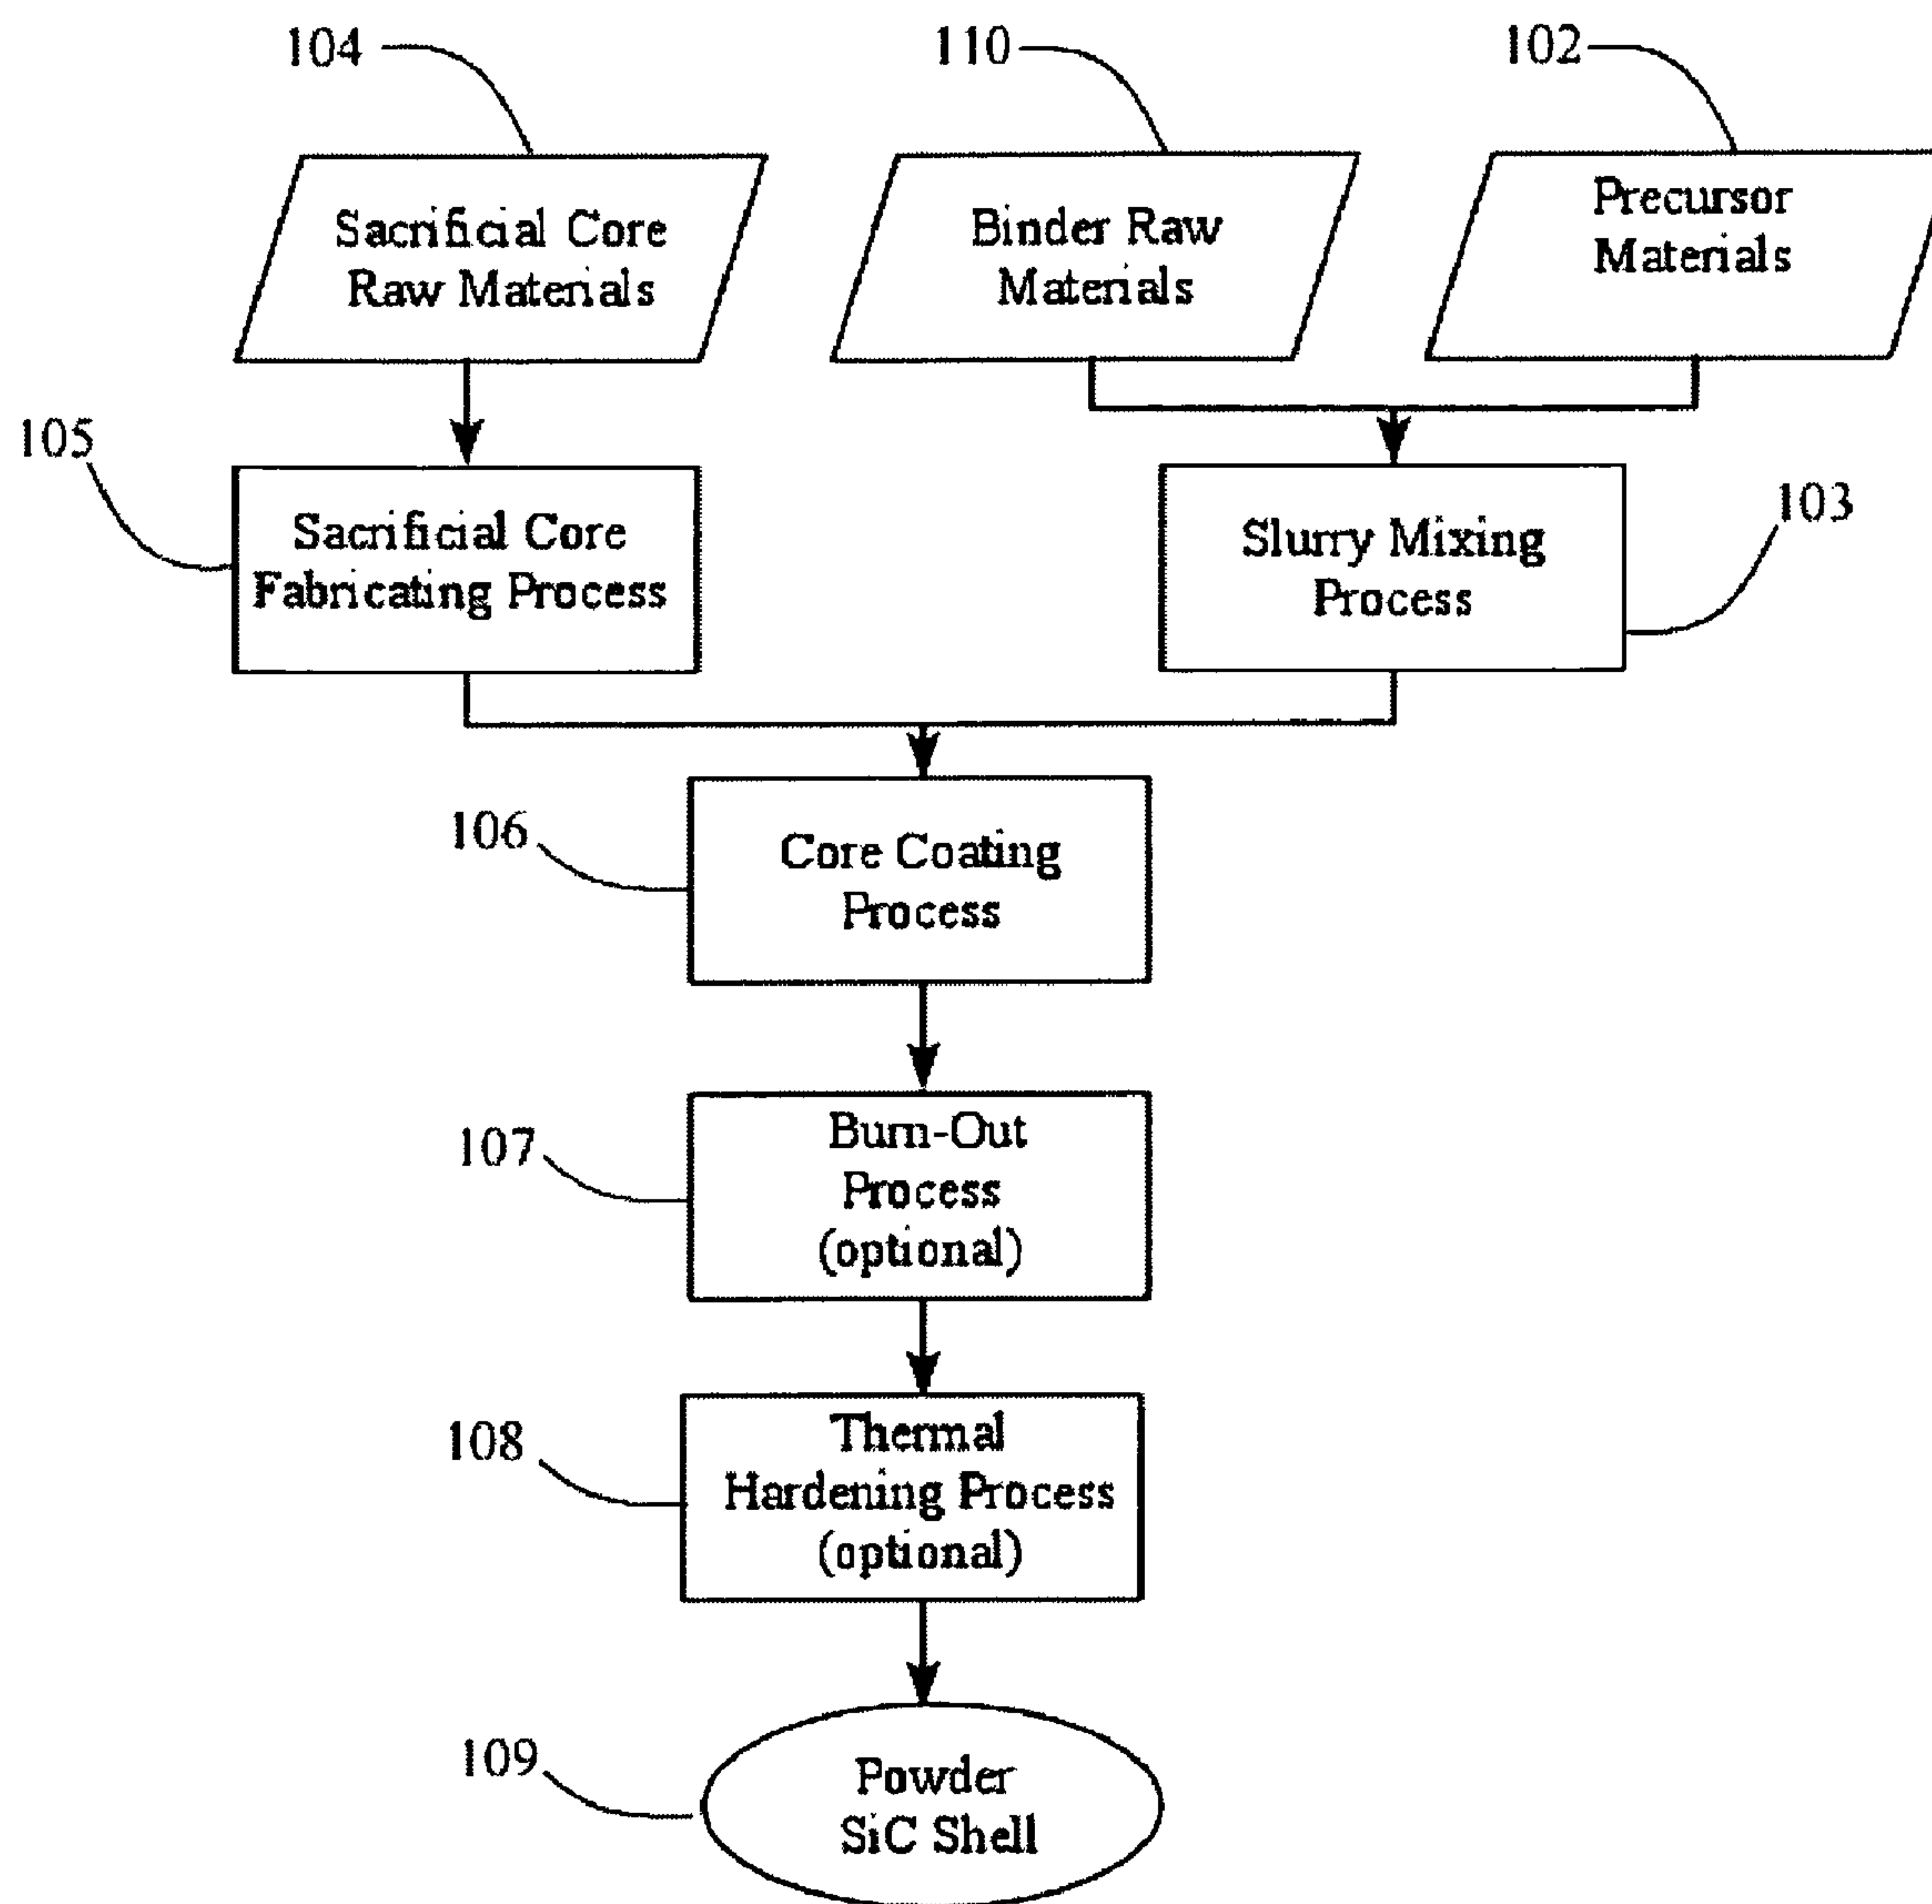 104
110
102
Sacrificial Core
Raw Materials
Binder Raw
Materials
Precursor
Materials
105
Sacrificial Core
Fabricating Process
Slurry Mixing
Process
103
106
Core Coating
Process
107
Burn-Out
Process
(optional)
108
Thermal
Hardening Process
(optional)
109
Powder
SiC Shell